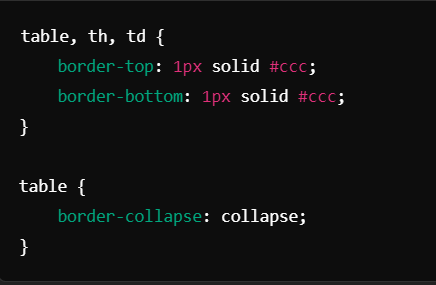 table, th, td {
    border-top: 1px solid #ccc;
    border-bottom: 1px solid #ccc;
}

table {
    border-collapse: collapse;
}